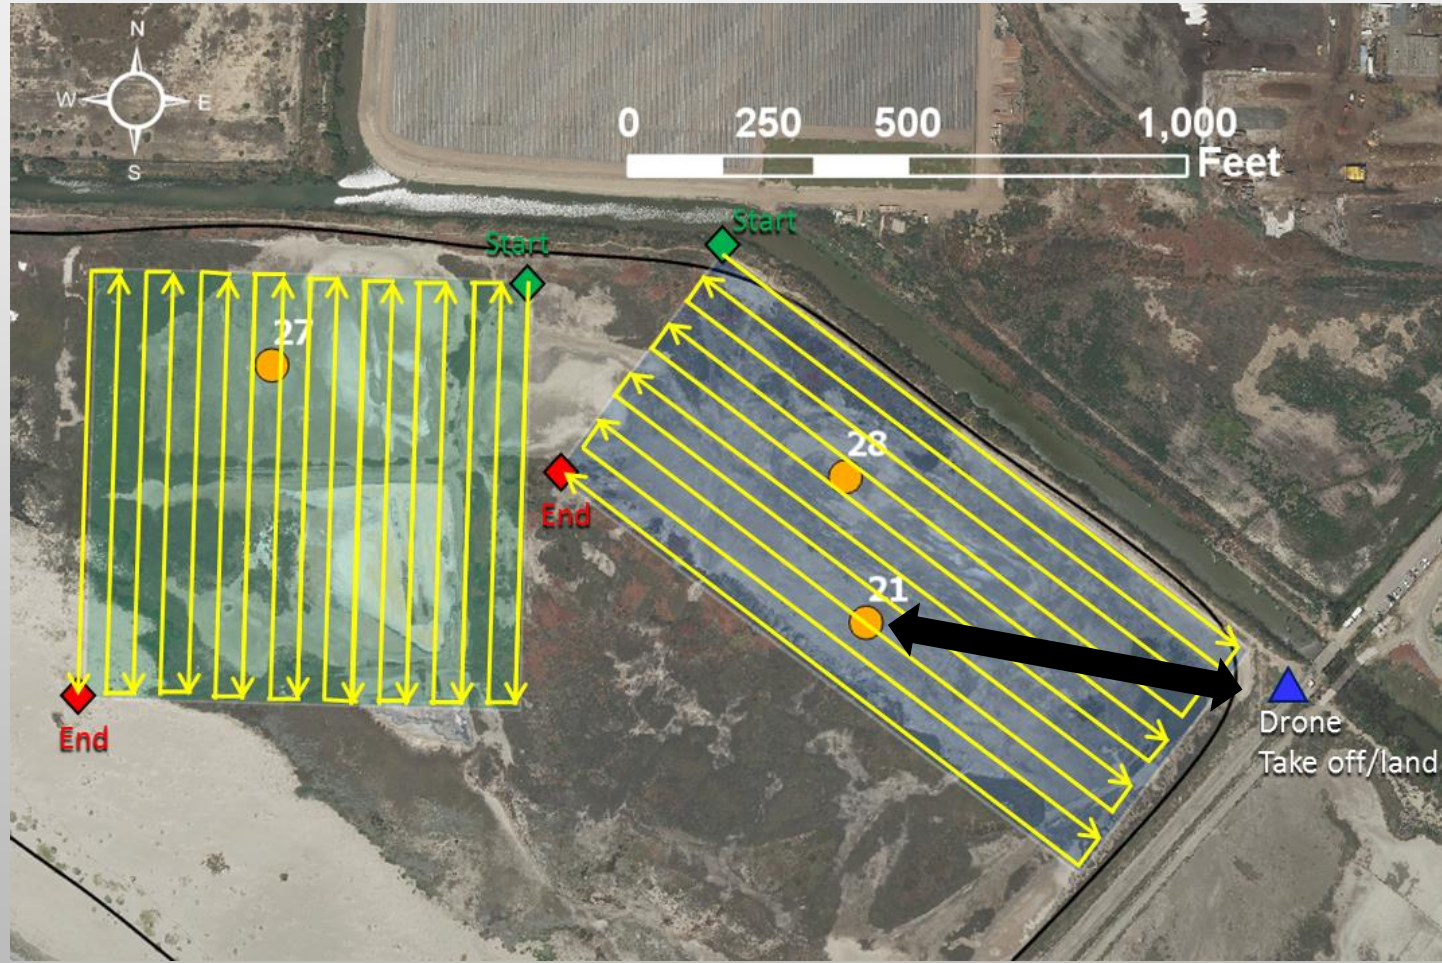 N
W E
S
0 250 500 1,000
Feet
Start
Start
27
28
End
21
End
Drone
Take off/land